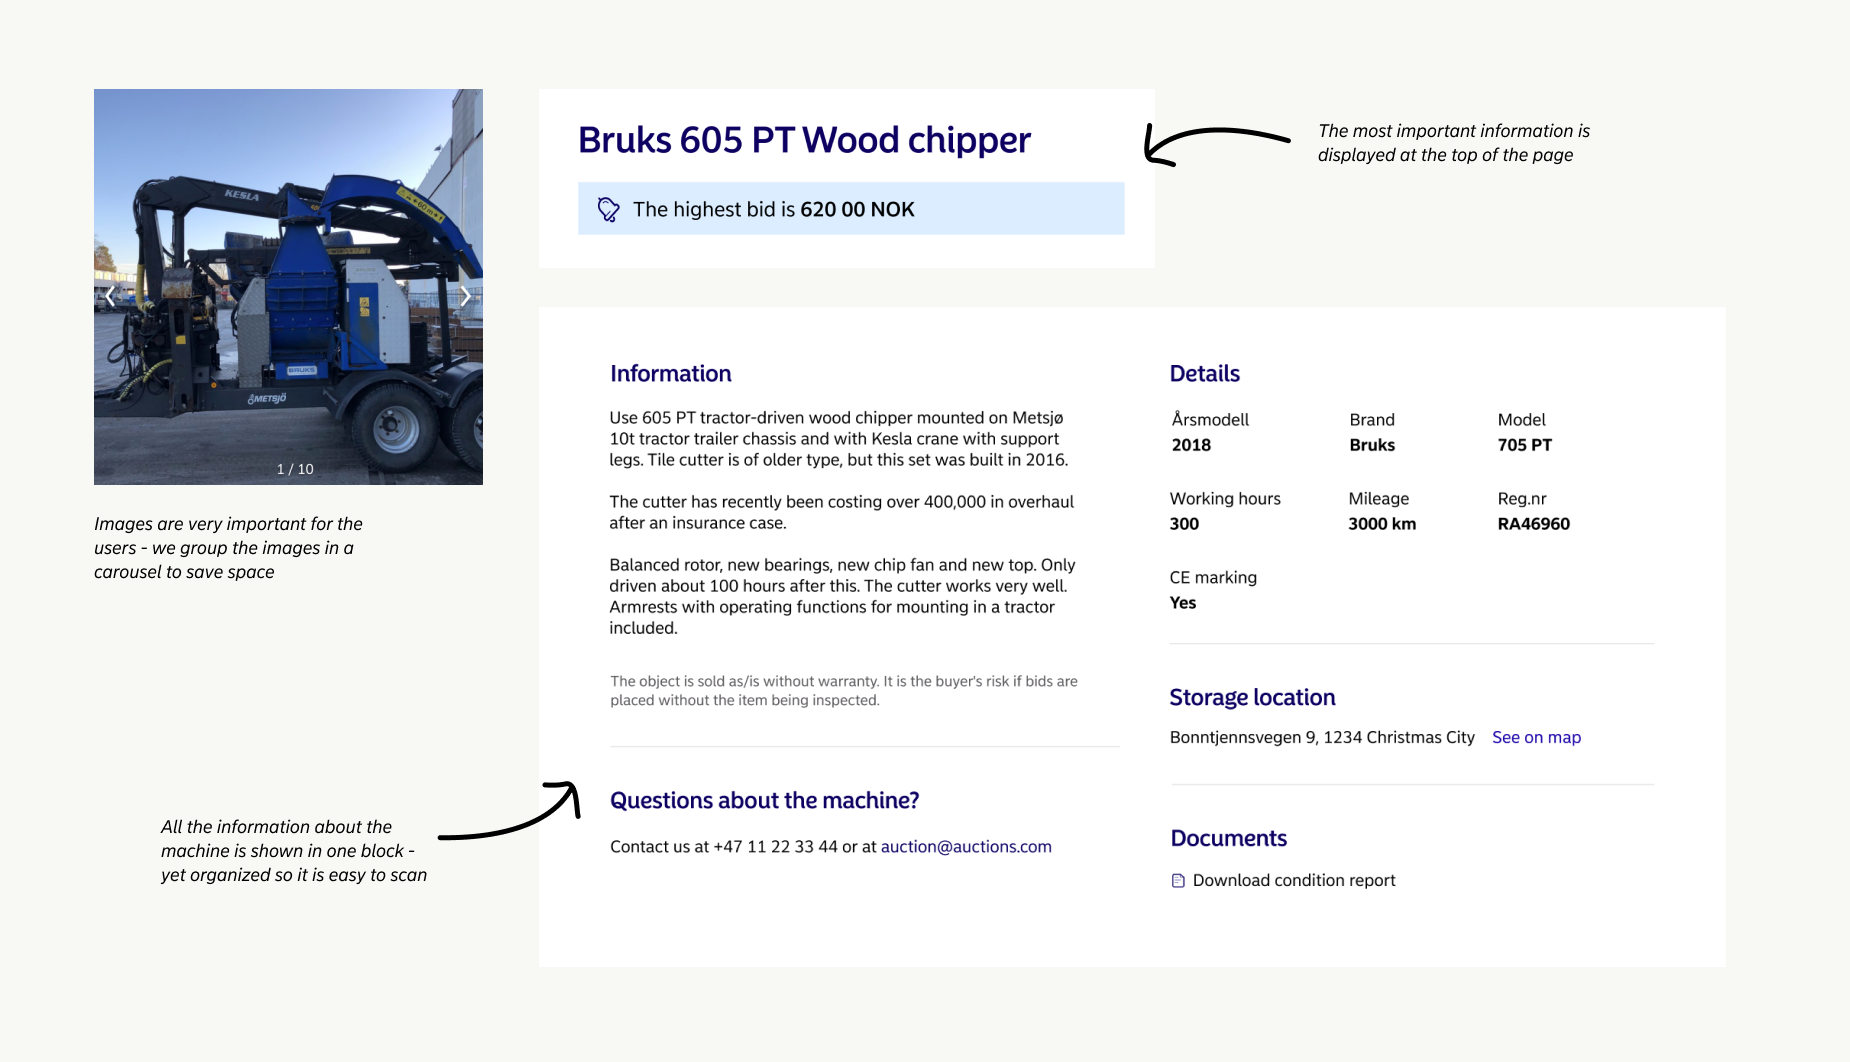 KESLA
BRUKS
METSJÖ
1 / 10
Images are very important for the
users - we group the images in a
carousel to save space
Bruks 605 PT Wood chipper
The highest bid is 620 00 NOK
The most important information is
displayed at the top of the page
Information
Use 605 PT tractor-driven wood chipper mounted on Metsjø
10t tractor trailer chassis and with Kesla crane with support
legs. Tile cutter is of older type, but this set was built in 2016.
The cutter has recently been costing over 400,000 in overhaul
after an insurance case.
Balanced rotor, new bearings, new chip fan and new top. Only
driven about 100 hours after this. The cutter works very well.
Armrests with operating functions for mounting in a tractor
included.
The object is sold as/is without warranty. It is the buyer's risk if bids are
placed without the item being inspected.
Questions about the machine?
Contact us at +47 11 22 33 44 or at auction@auctions.com
All the information about the
machine is shown in one block -
yet organized so it is easy to scan
Details
Årsmodell Brand Model
2018 Bruks 705 PT
Working hours Mileage Reg.nr
300 3000 km RA46960
CE marking
Yes
Storage location
Bonntjennsvegen 9, 1234 Christmas City See on map
Documents
Download condition report